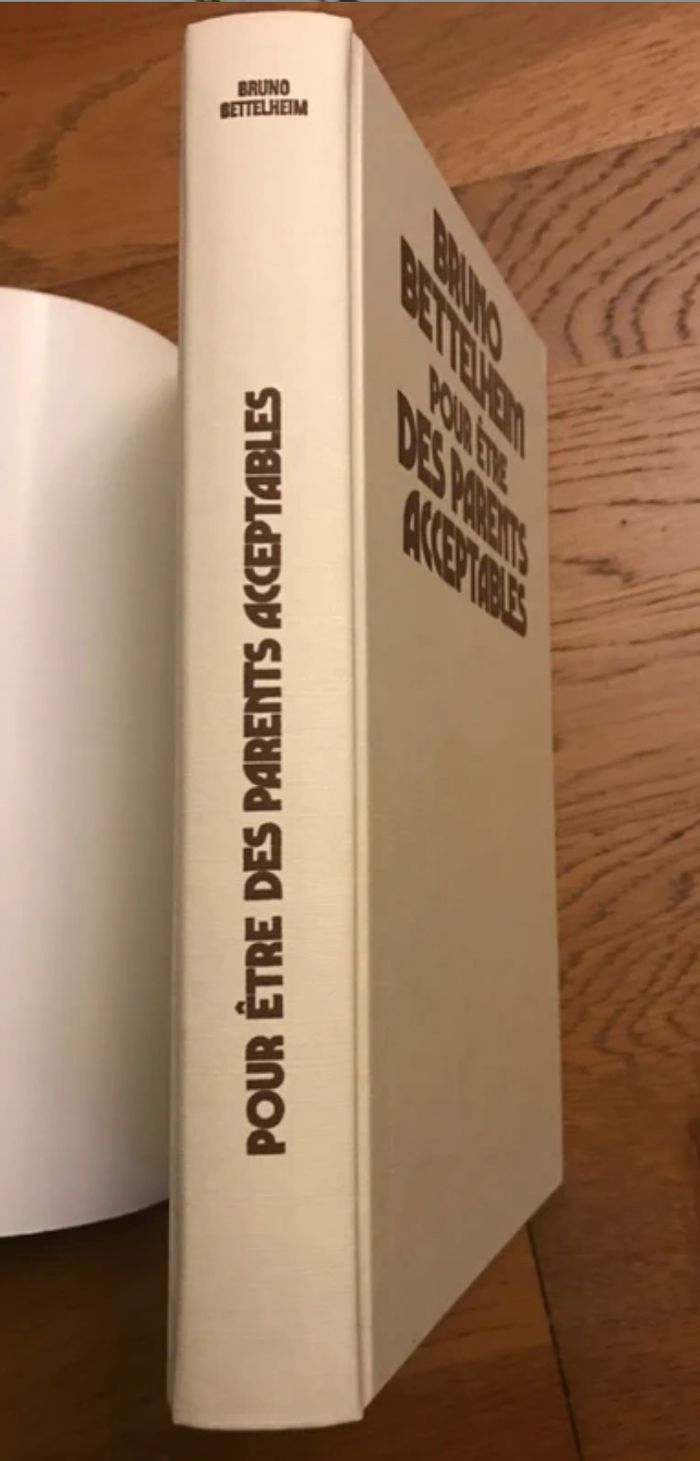 BRUNO
BETTELHEIM
POUR ÊTRE DES PARENTS ACCEPTABLES
BRUNO
BETTELHEIM
POUR ÊTRE
DES PARENTS
ACCEPTABLES